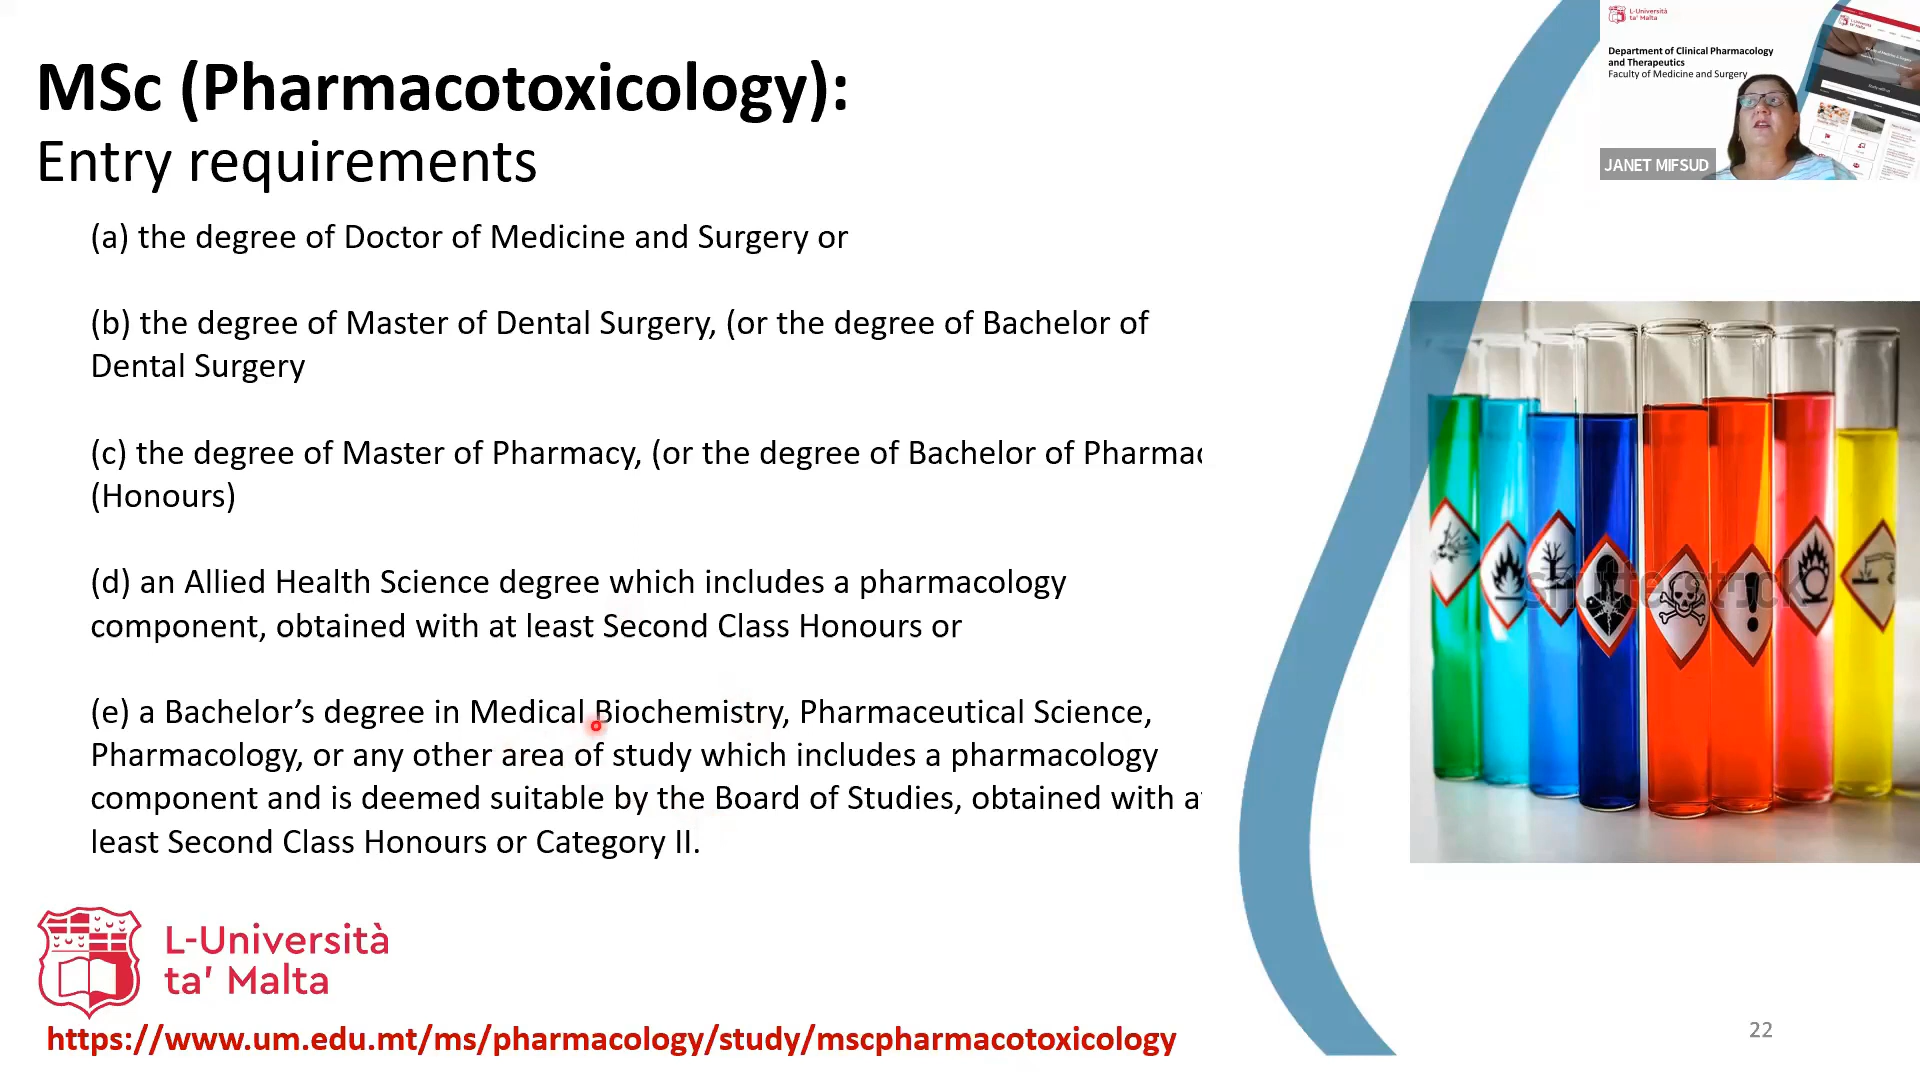 MSc (Pharmacotoxicology):
Entry requirements
(a) the degree of Doctor of Medicine and Surgery or
(b) the degree of Master of Dental Surgery, (or the degree of Bachelor of
Dental Surgery
(c) the degree of Master of Pharmacy, (or the degree of Bachelor of Pharmac
(Honours)
(d) an Allied Health Science degree which includes a pharmacology
component, obtained with at least Second Class Honours or
(e) a Bachelor’s degree in Medical Biochemistry, Pharmaceutical Science,
Pharmacology, or any other area of study which includes a pharmacology
component and is deemed suitable by the Board of Studies, obtained with at
least Second Class Honours or Category II.
L-Università
ta' Malta
https://www.um.edu.mt/ms/pharmacology/study/mscpharmacotoxicology
22
L-Università
ta' Malta
Department of Clinical Pharmacology
and Therapeutics
Faculty of Medicine and Surgery
JANET MIFSUD
shutterstock